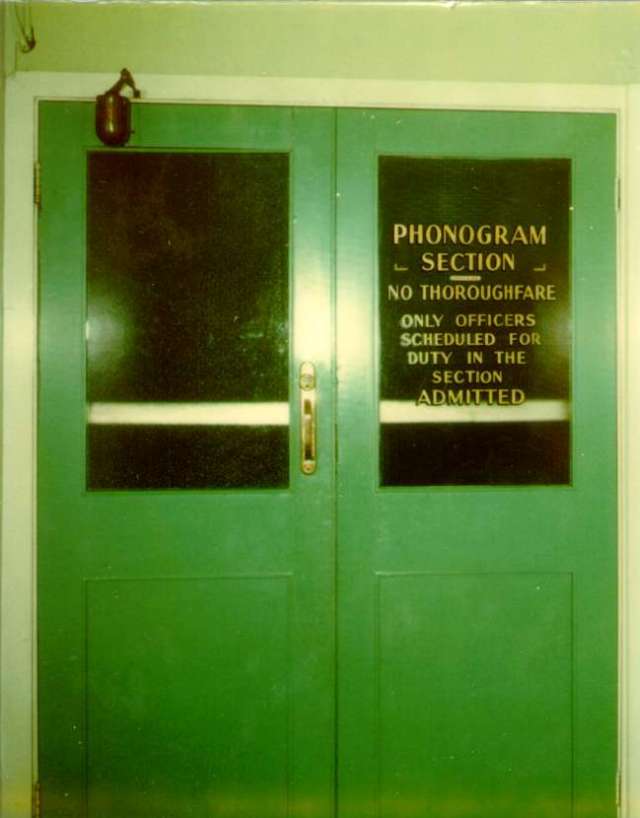 PHONOGRAM
SECTION
NO THOROUGHFARE
ONLY OFFICERS
SCHEDULED FOR
DUTY IN THE
SECTION
ADMITTED